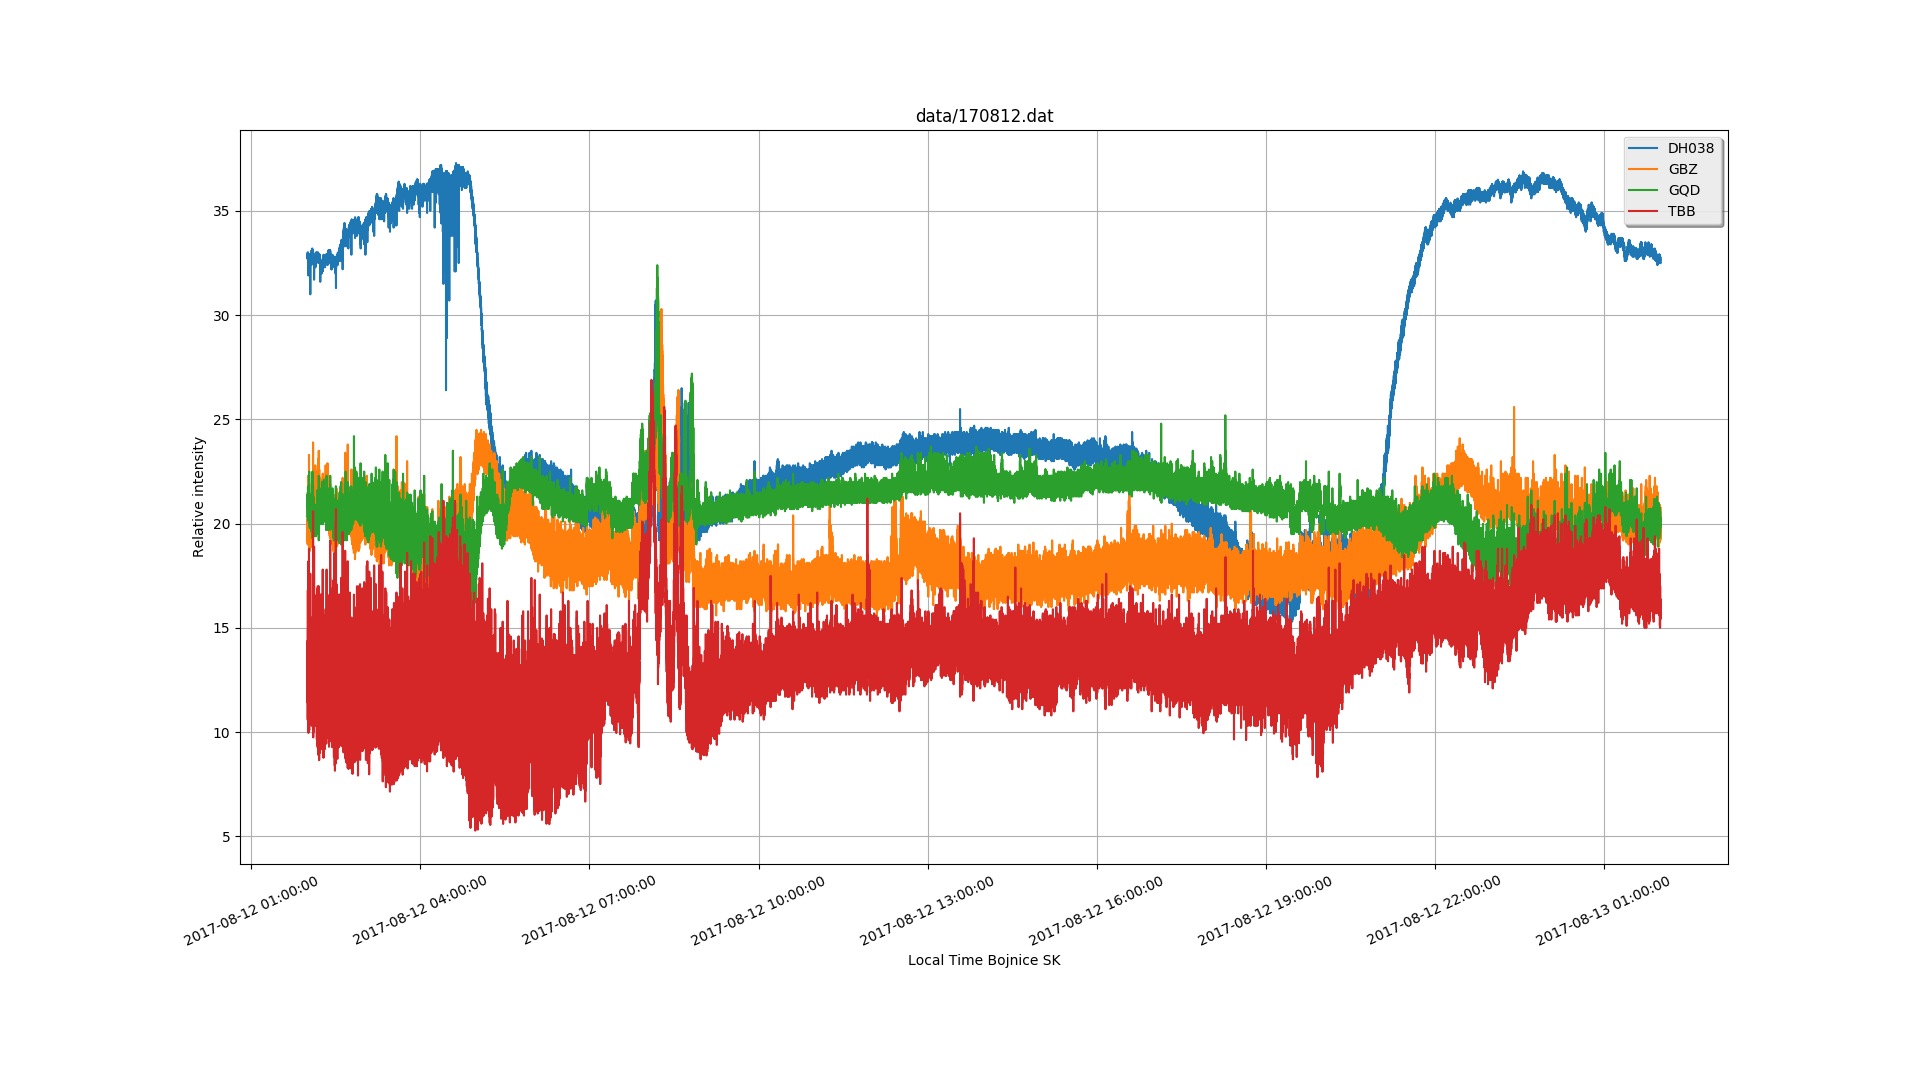 data/170812.dat
DH038
GBZ
GQD
TBB
35
30
25
20
15
10
5
Relative intensity
2017-08-12 01:00:00
2017-08-12 04:00:00
2017-08-12 07:00:00
2017-08-12 10:00:00
2017-08-12 13:00:00
2017-08-12 16:00:00
2017-08-12 19:00:00
2017-08-12 22:00:00
2017-08-13 01:00:00
Local Time Bojnice SK